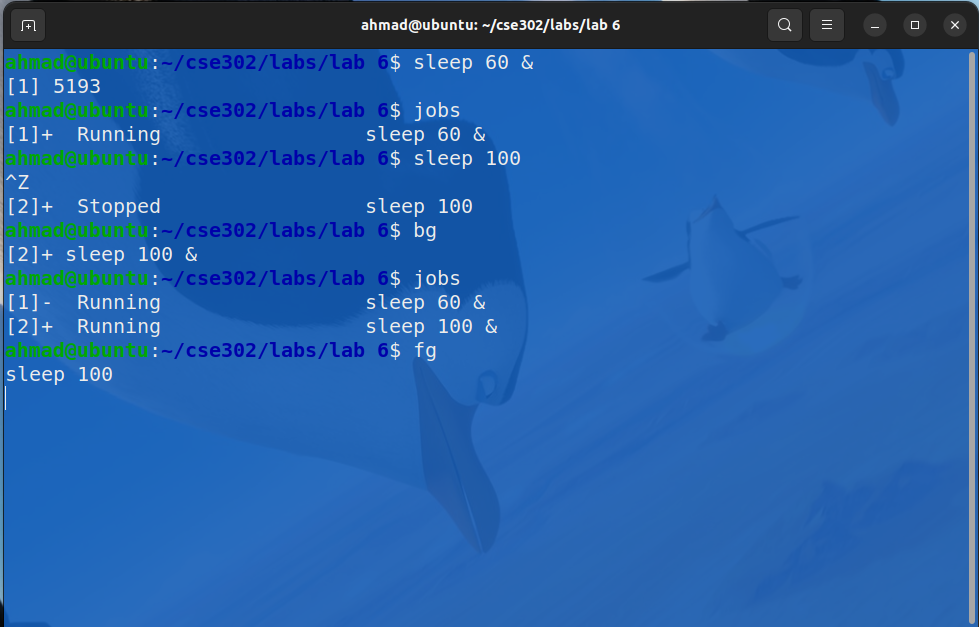 ahmad@ubuntu: ~/cse302/labs/lab 6
ahmad@ubuntu:~/cse302/labs/lab 6$ sleep 60 &
[1] 5193
ahmad@ubuntu:~/cse302/labs/lab 6$ jobs
[1]+  Running                 sleep 60 &
ahmad@ubuntu:~/cse302/labs/lab 6$ sleep 100
^Z
[2]+  Stopped                 sleep 100
ahmad@ubuntu:~/cse302/labs/lab 6$ bg
[2]+ sleep 100 &
ahmad@ubuntu:~/cse302/labs/lab 6$ jobs
[1]-  Running                 sleep 60 &
[2]+  Running                 sleep 100 &
ahmad@ubuntu:~/cse302/labs/lab 6$ fg
sleep 100